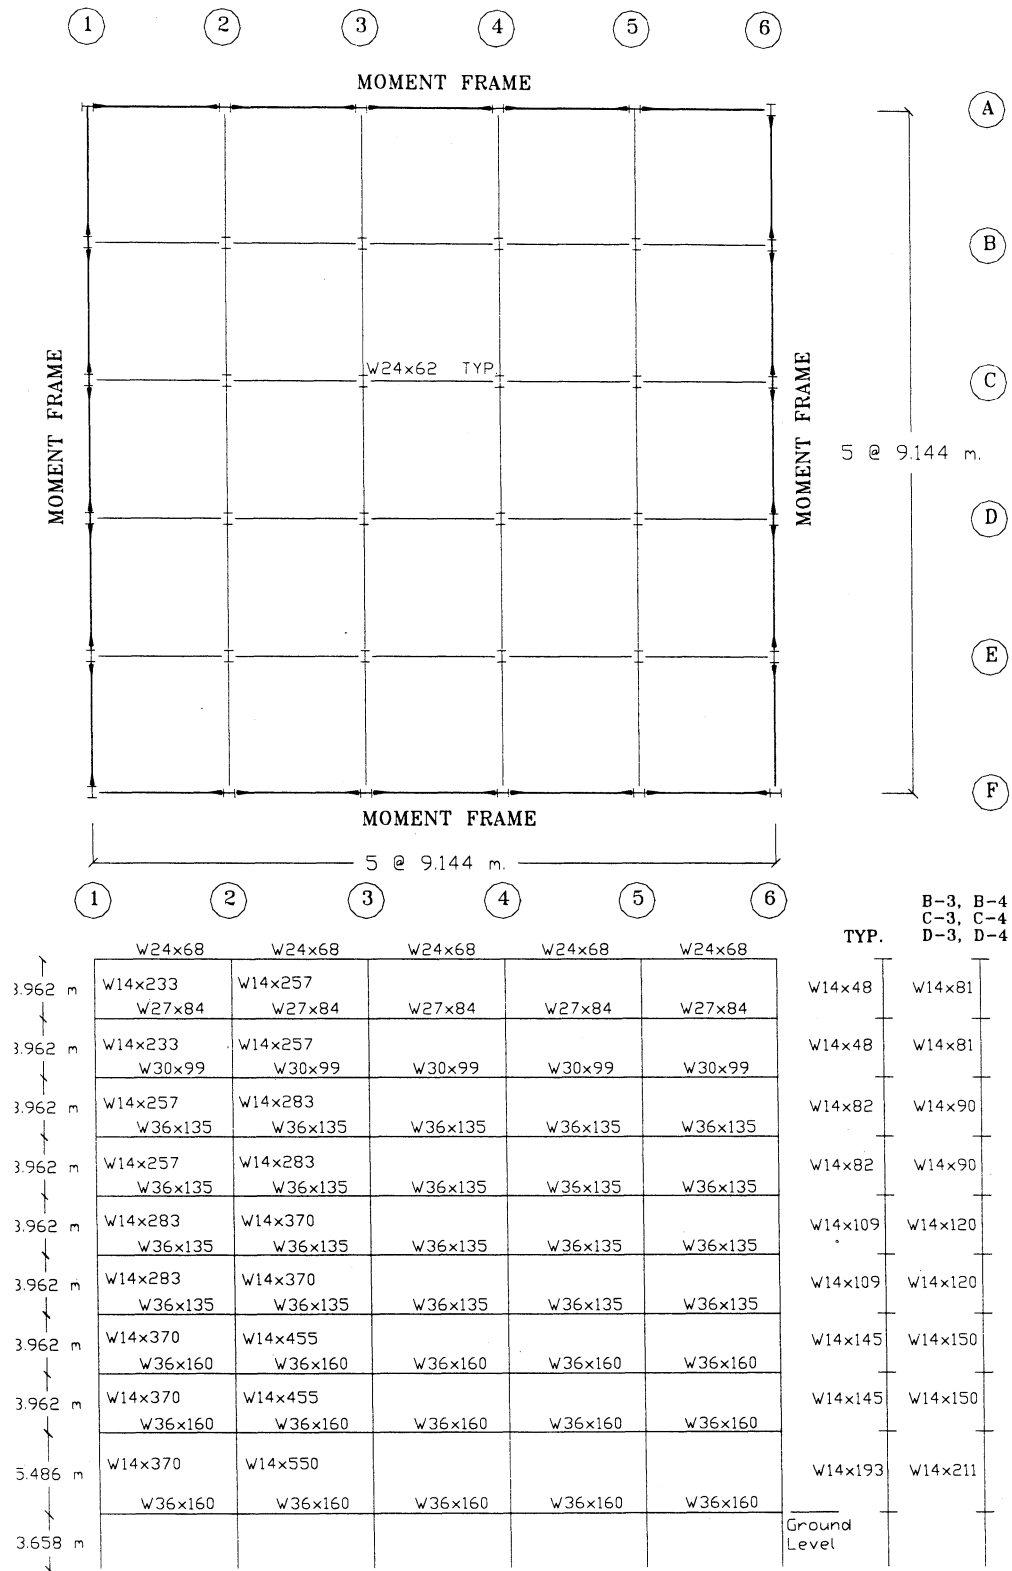 1 2 3 4 5 6
MOMENT FRAME
A
B
W24x62 TYP.
C
MOMENT FRAME
MOMENT FRAME
5 @ 9.144 m.
D
E
F
MOMENT FRAME
5 @ 9.144 m.
1 2 3 4 5 6
B-3, B-4
C-3, C-4
TYP. D-3, D-4
W24x68 W24x68 W24x68 W24x68 W24x68
3.962 m W14x233 W14x257 W14x48 W14x81
W27x84 W27x84 W27x84 W27x84 W27x84
3.962 m W14x233 W14x257 W14x48 W14x81
W30x99 W30x99 W30x99 W30x99 W30x99
3.962 m W14x257 W14x283 W14x82 W14x90
W36x135 W36x135 W36x135 W36x135 W36x135
3.962 m W14x257 W14x283 W14x82 W14x90
W36x135 W36x135 W36x135 W36x135 W36x135
3.962 m W14x283 W14x370 W14x109 W14x120
W36x135 W36x135 W36x135 W36x135 W36x135
3.962 m W14x283 W14x370 W14x109 W14x120
W36x135 W36x135 W36x135 W36x135 W36x135
3.962 m W14x370 W14x455 W14x145 W14x150
W36x160 W36x160 W36x160 W36x160 W36x160
3.962 m W14x370 W14x455 W14x145 W14x150
W36x160 W36x160 W36x160 W36x160 W36x160
5.486 m W14x370 W14x550 W14x193 W14x211
W36x160 W36x160 W36x160 W36x160 W36x160
Ground
3.658 m Level